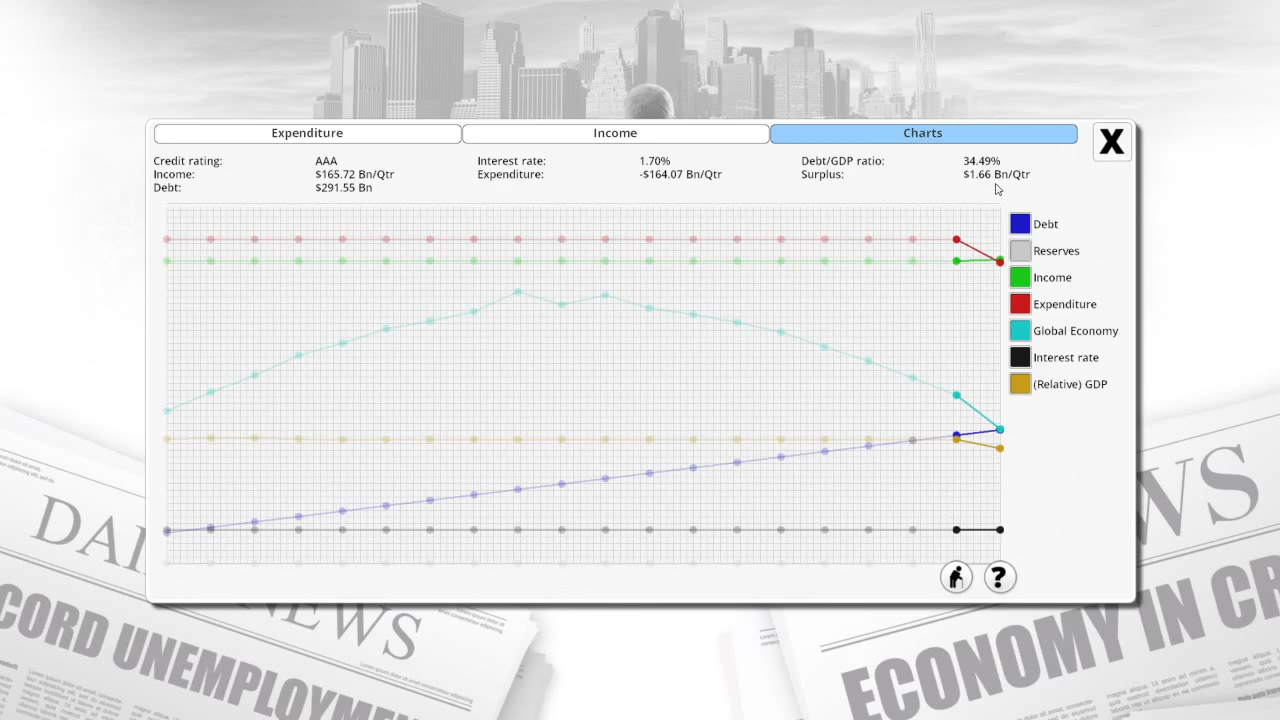 Expenditure
Income
Charts
X
Credit rating:
AAA
Interest rate:
1.70%
Debt/GDP ratio:
34.49%
Income:
$165.72 Bn/Qtr
Expenditure:
-$164.07 Bn/Qtr
Surplus:
$1.66 Bn/Qtr
Debt:
$291.55 Bn
Debt
Reserves
Income
Expenditure
Global Economy
Interest rate
(Relative) GDP
?
DAI
NEWS
WS
CORD UNEMPLOYME
ECONOMY IN CR